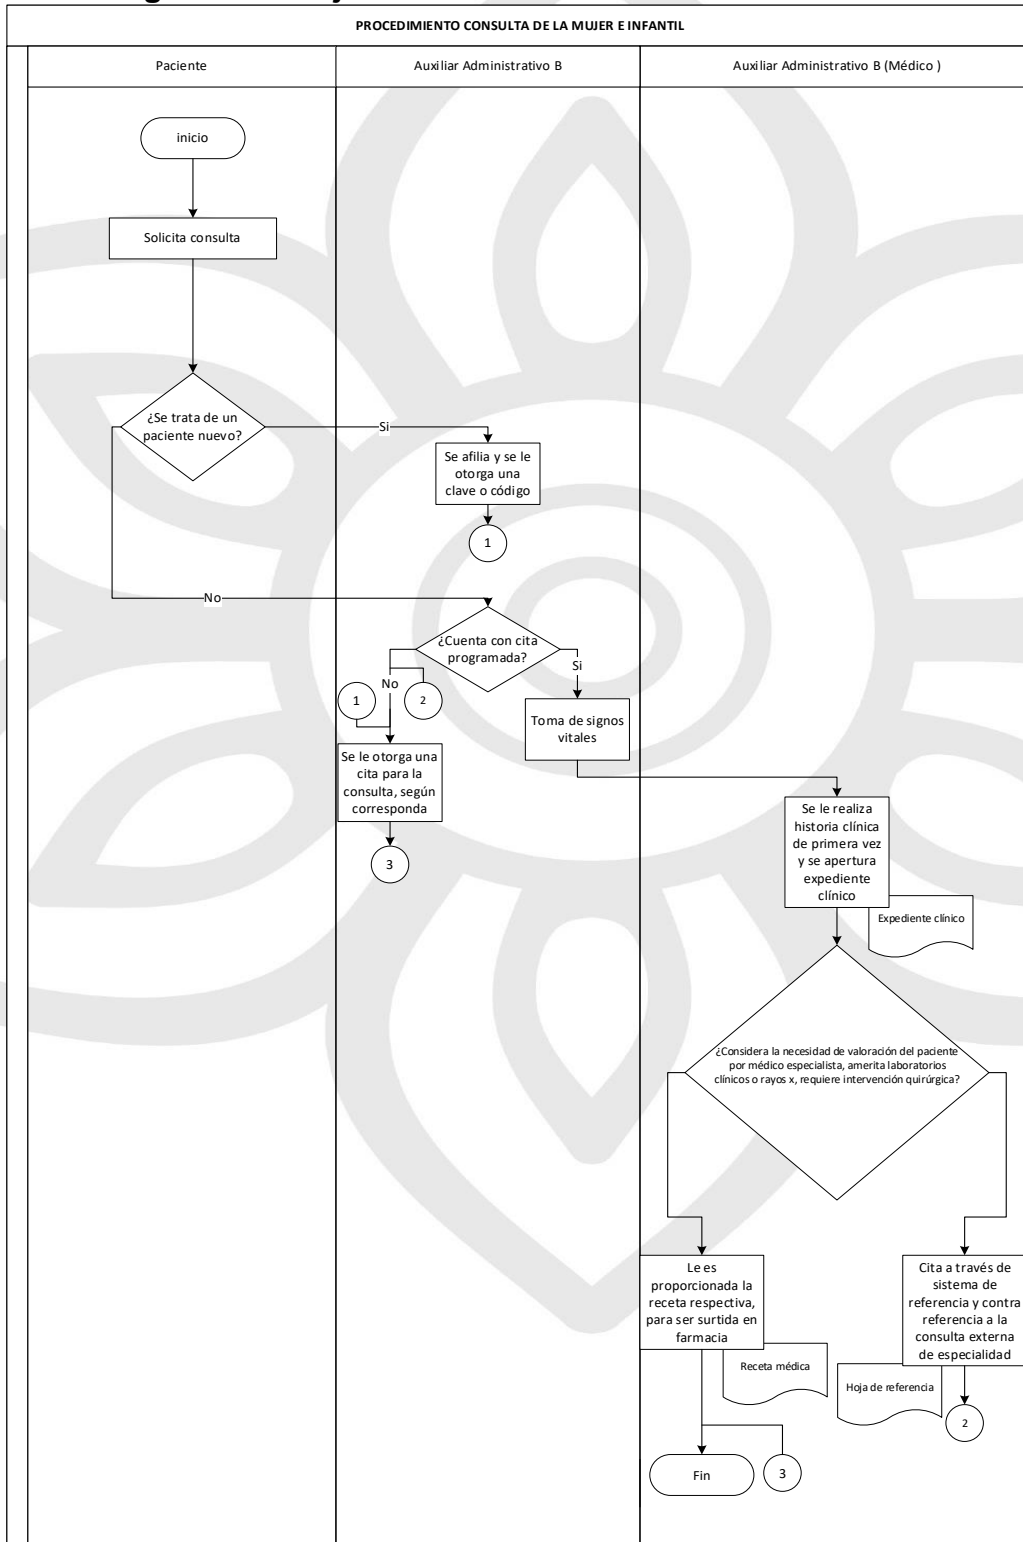 PROCEDIMIENTO CONSULTA DE LA MUJER E INFANTIL
Paciente
Auxiliar Administrativo B
Auxiliar Administrativo B (Médico )
inicio
Solicita consulta
¿Se trata de un
paciente nuevo?
Si
Se afilia y se le
otorga una
clave o código
1
No
¿Cuenta con cita
programada?
Si
No
1
2
Toma de signos
vitales
Se le otorga una
cita para la
consulta, según
corresponda
3
Se le realiza
historia clínica
de primera vez
y se apertura
expediente
clínico
Expediente clínico
¿Considera la necesidad de valoración del paciente
por médico especialista, amerita laboratorios
clínicos o rayos x, requiere intervención quirúrgica?
Le es
proporcionada la
receta respectiva,
para ser surtida en
farmacia
Receta médica
Cita a través de
sistema de
referencia y contra
referencia a la
consulta externa
de especialidad
Hoja de referencia
2
Fin
3